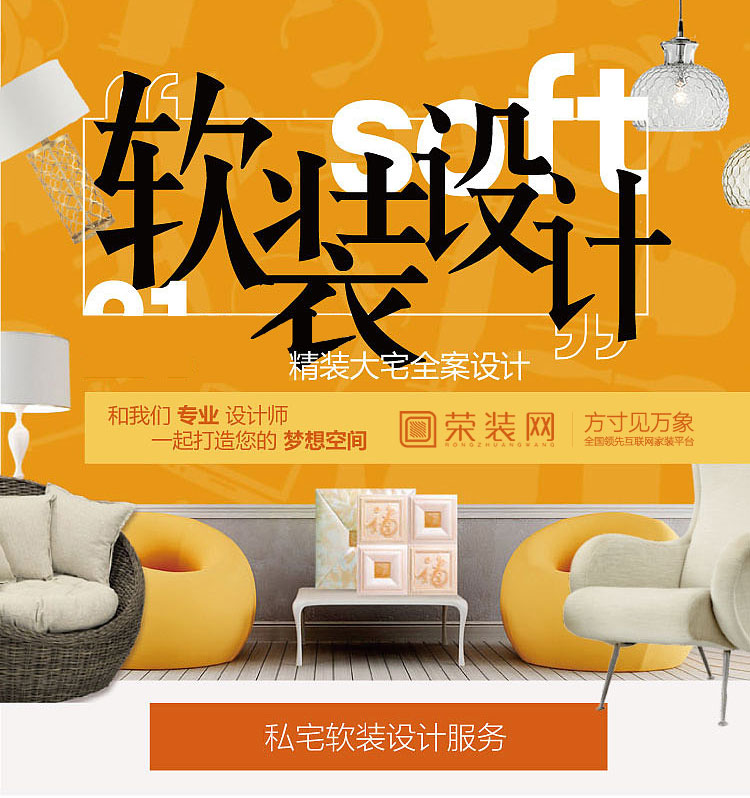 soft
软装设计
01
精装大宅全案设计
和我们 专业 设计师
一起打造您的 梦想空间
荣装网
RONGZHUANGWANG
方寸见万象
全国领先互联网家装平台
福
福
私宅软装设计服务